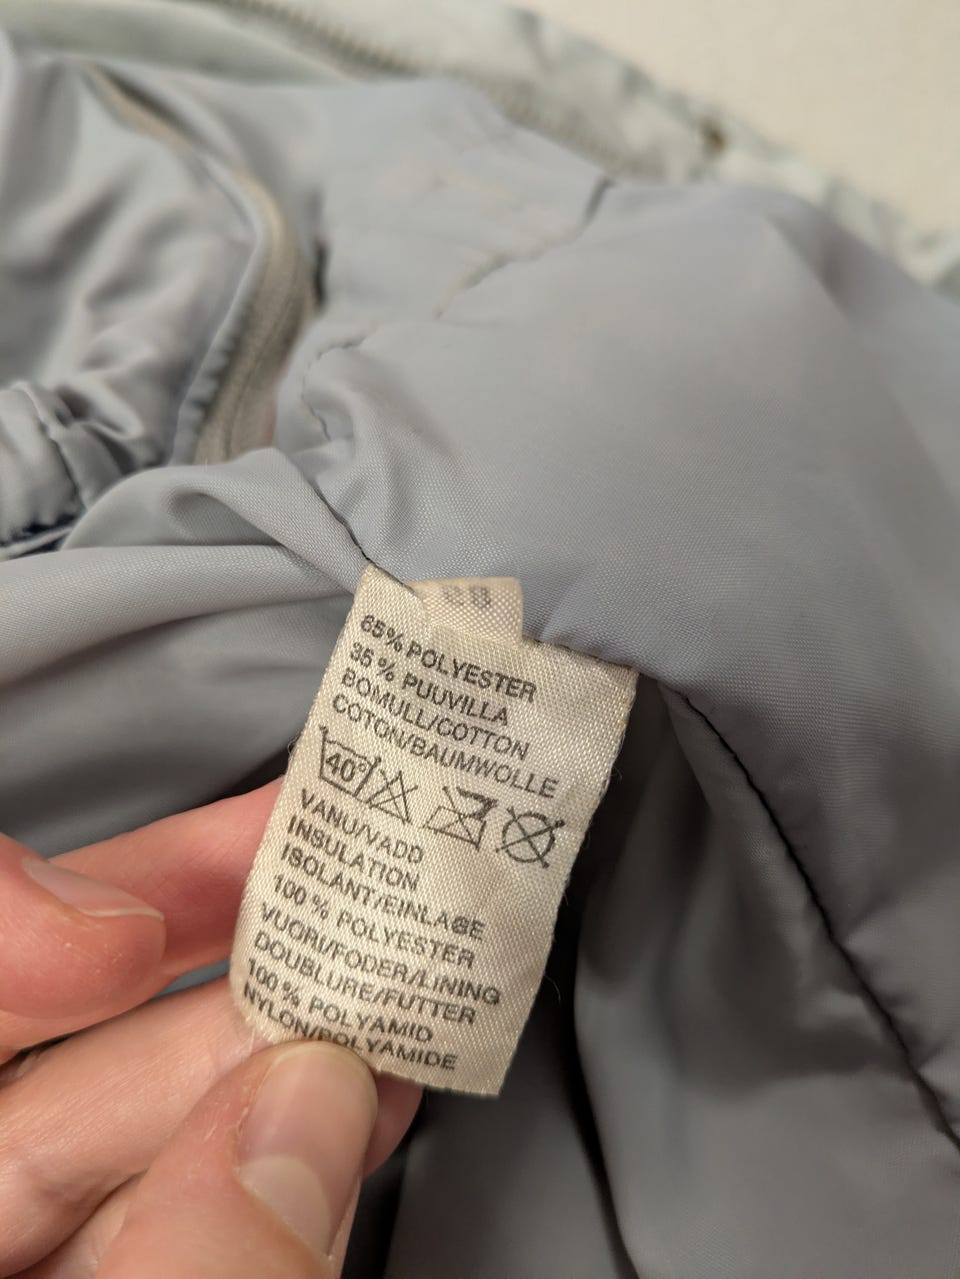 65% POLYESTER
35% PUUVILLA
BOMULL/COTTON
COTON/BAUMWOLLE
40°
VANU/VADD
INSULATION
ISOLANT/EINLAGE
100% POLYESTER
VUORI/FODER/LINING
DOUBLURE/FUTTER
100% POLYAMID
NYLON/POLYAMIDE